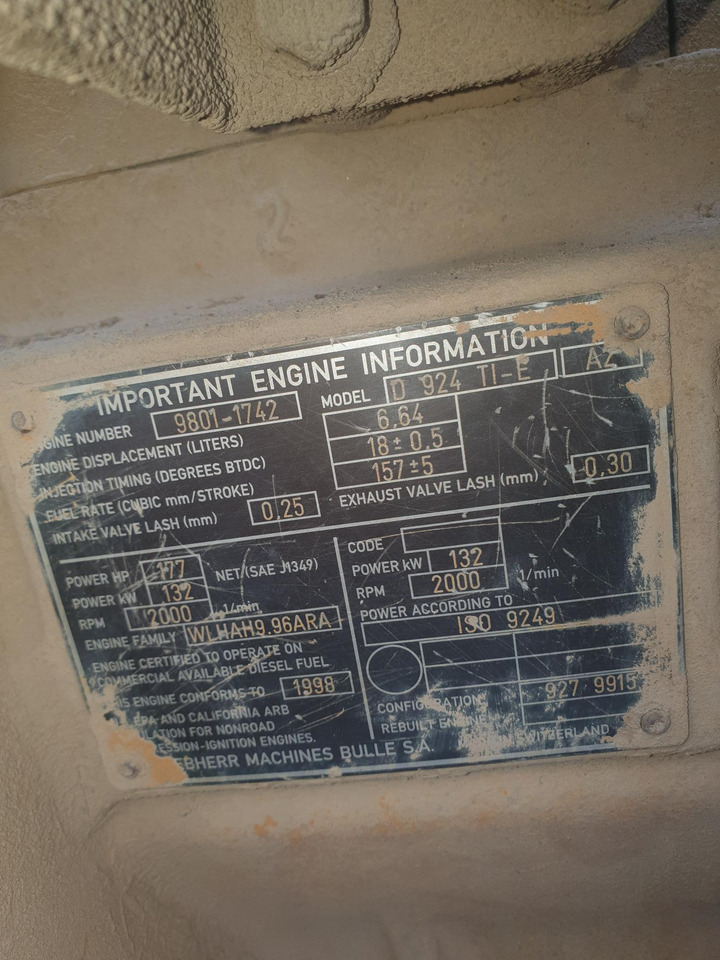 2
IMPORTANT ENGINE INFORMATION
GINE NUMBER 9801-1742 MODEL D 924 TI-E A2
ENGINE DISPLACEMENT (LITERS) 6,64
INJECTION TIMING (DEGREES BTDC) 18± 0,5
FUEL RATE (CUBIC mm/STROKE) 157±5
INTAKE VALVE LASH (mm) 0,25 EXHAUST VALVE LASH (mm) 0,30
POWER HP 177 NET (SAE J1349)
POWER kW 132
RPM 2000 1/min
ENGINE FAMILY WLHAH9.96ARA
ENGINE CERTIFIED TO OPERATE ON
COMMERCIAL AVAILABLE DIESEL FUEL
IS ENGINE CONFORMS TO 1998
EPA AND CALIFORNIA ARB
ULATION FOR NONROAD
ESSION-IGNITION ENGINES.
CODE
POWER kW 132
RPM 2000 1/min
POWER ACCORDING TO
ISO 9249
CONFIGURATION 927 9915
REBUILT ENGINE
EBHERR MACHINES BULLE S.A. SWITZERLAND